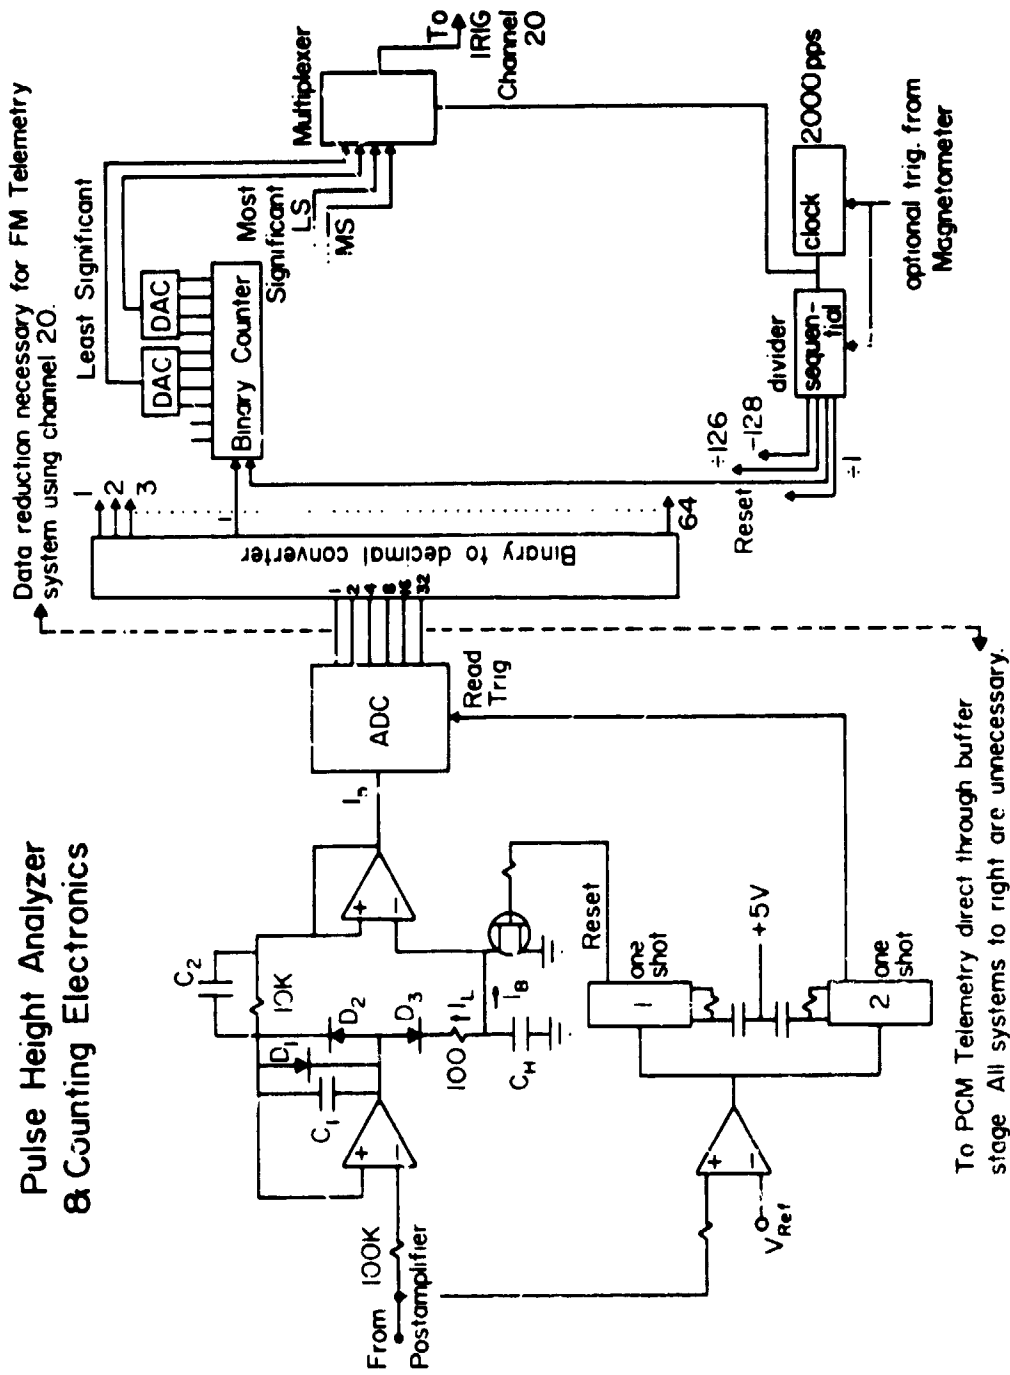 Pulse Height Analyzer
& Counting Electronics
Data reduction necessary for FM Telemetry
system using channel 20.
To PCM Telemetry direct through buffer
stage All systems to right are unnecessary.
From
Postamplifier
100K
C1
D1
C2
10K
D2
D3
100
IL
IB
CH
+
−
+
−
In
ADC
Read
Trig
Reset
one
shot
1
+5V
2
one
shot
+
−
VRef
1
2
4
8
16
32
Binary to decimal converter
1
2
3
1
64
Binary Counter
DAC
DAC
Least Significant
Most
Significant
LS
MS
Multiplexer
To
IRIG
Channel
20
Reset
÷126
-128
÷1
divider
sequen-
tial
clock
2000pps
optional trig. from
Magnetometer